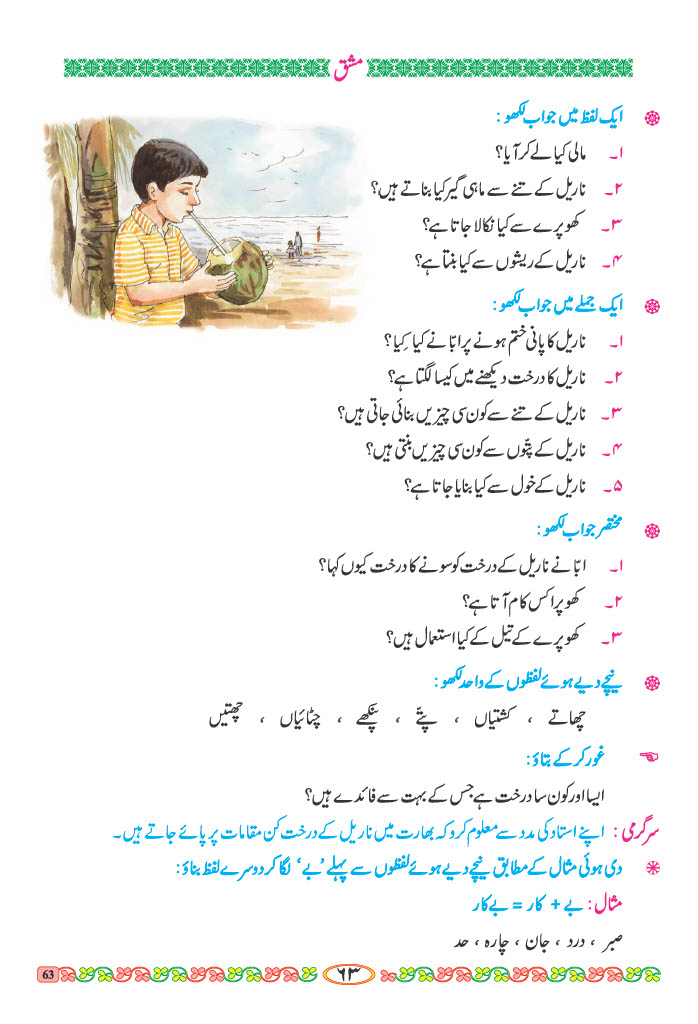 مشق
ایک لفظ میں جواب لکھو :
۱۔ مالی کیا لے کر آیا؟
۲۔ ناریل کے تنے سے ماہی گیر کیا بناتے ہیں؟
۳۔ کھوپرے سے کیا نکالا جاتا ہے؟
۴۔ ناریل کے ریشوں سے کیا بنتا ہے؟
ایک جملے میں جواب لکھو :
۱۔ ناریل کا پانی ختم ہونے پر ابّا نے کیا کِیا ؟
۲۔ ناریل کا درخت دیکھنے میں کیسا لگتا ہے؟
۳۔ ناریل کے تنے سے کون سی چیزیں بنائی جاتی ہیں؟
۴۔ ناریل کے پتّوں سے کون سی چیزیں بنتی ہیں؟
۵۔ ناریل کے خول سے کیا بنایا جاتا ہے؟
مختصر جواب لکھو :
۱۔ ابّا نے ناریل کے درخت کو سونے کا درخت کیوں کہا؟
۲۔ کھوپرا کس کام آتا ہے؟
۳۔ کھوپرے کے تیل کے کیا استعمال ہیں؟
نیچے دیے ہوئے لفظوں کے واحد لکھو :
چھاتے ، کشتیاں ، پتّے ، پنکھے ، چٹائیاں ، چھتیں
غور کر کے بتاؤ :
ایسا اور کون سا درخت ہے جس کے بہت سے فائدے ہیں؟
سرگرمی : اپنے استاد کی مدد سے معلوم کرو کہ بھارت میں ناریل کے درخت کن مقامات پر پائے جاتے ہیں۔
دی ہوئی مثال کے مطابق نیچے دیے ہوئے لفظوں سے پہلے ’بے‘ لگا کر دوسرے لفظ بناؤ :
مثال : بے + کار = بے کار
صبر ، درد ، جان ، چارہ ، حد
۶۳
63